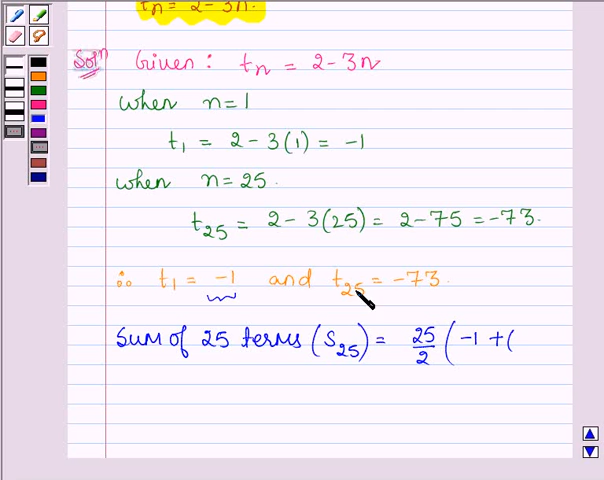 tn = 2 - 3n.
Solⁿ Given : tn = 2-3n
when n=1
t1 = 2-3(1) = -1
when n=25.
t25 = 2-3(25) = 2-75 = -73.
∴ t1 = -1 and t25 = -73.
Sum of 25 terms (S25) = 25/2 ( -1 + (